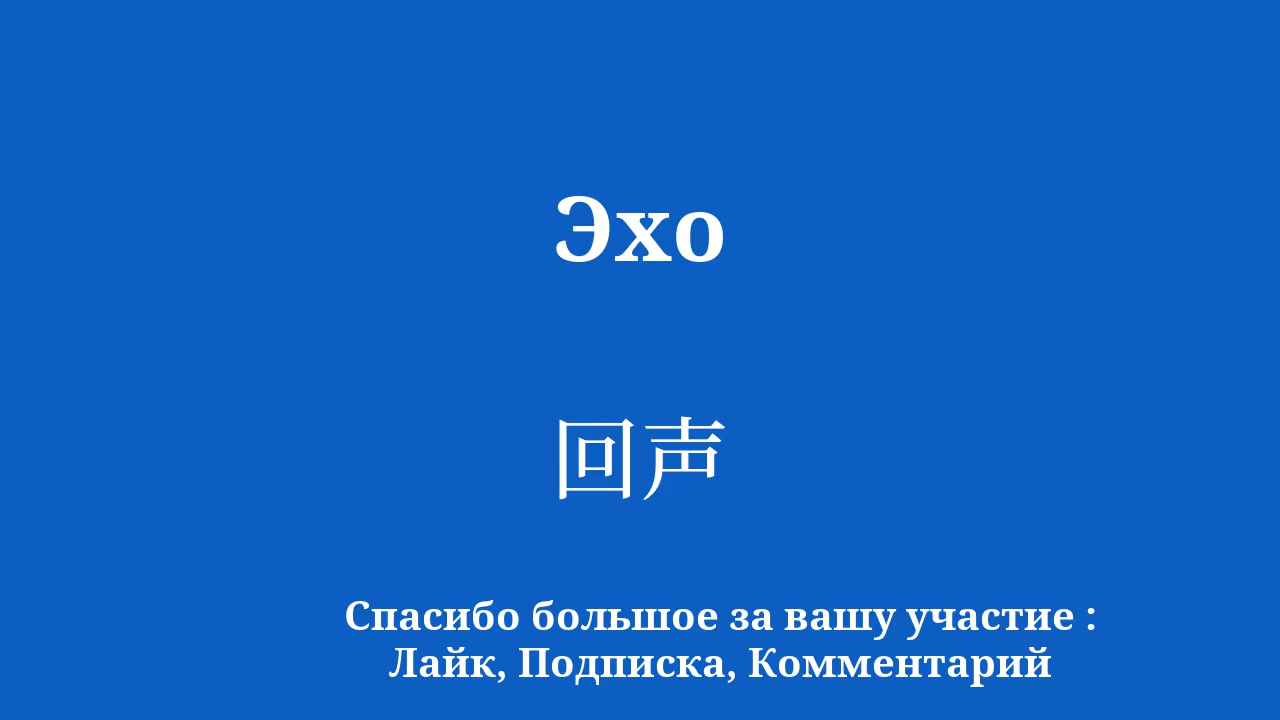 Эхо
回声
Спасибо большое за вашу участие :
Лайк, Подписка, Комментарий